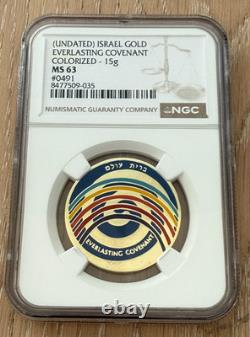 (UNDATED) ISRAEL GOLD
EVERLASTING COVENANT
COLORIZED - 15g
MS 63
#0491
8477509-035
NUMISMATIC GUARANTY COMPANY
NGC
ברית עולם
EVERLASTING COVENANT
ebay